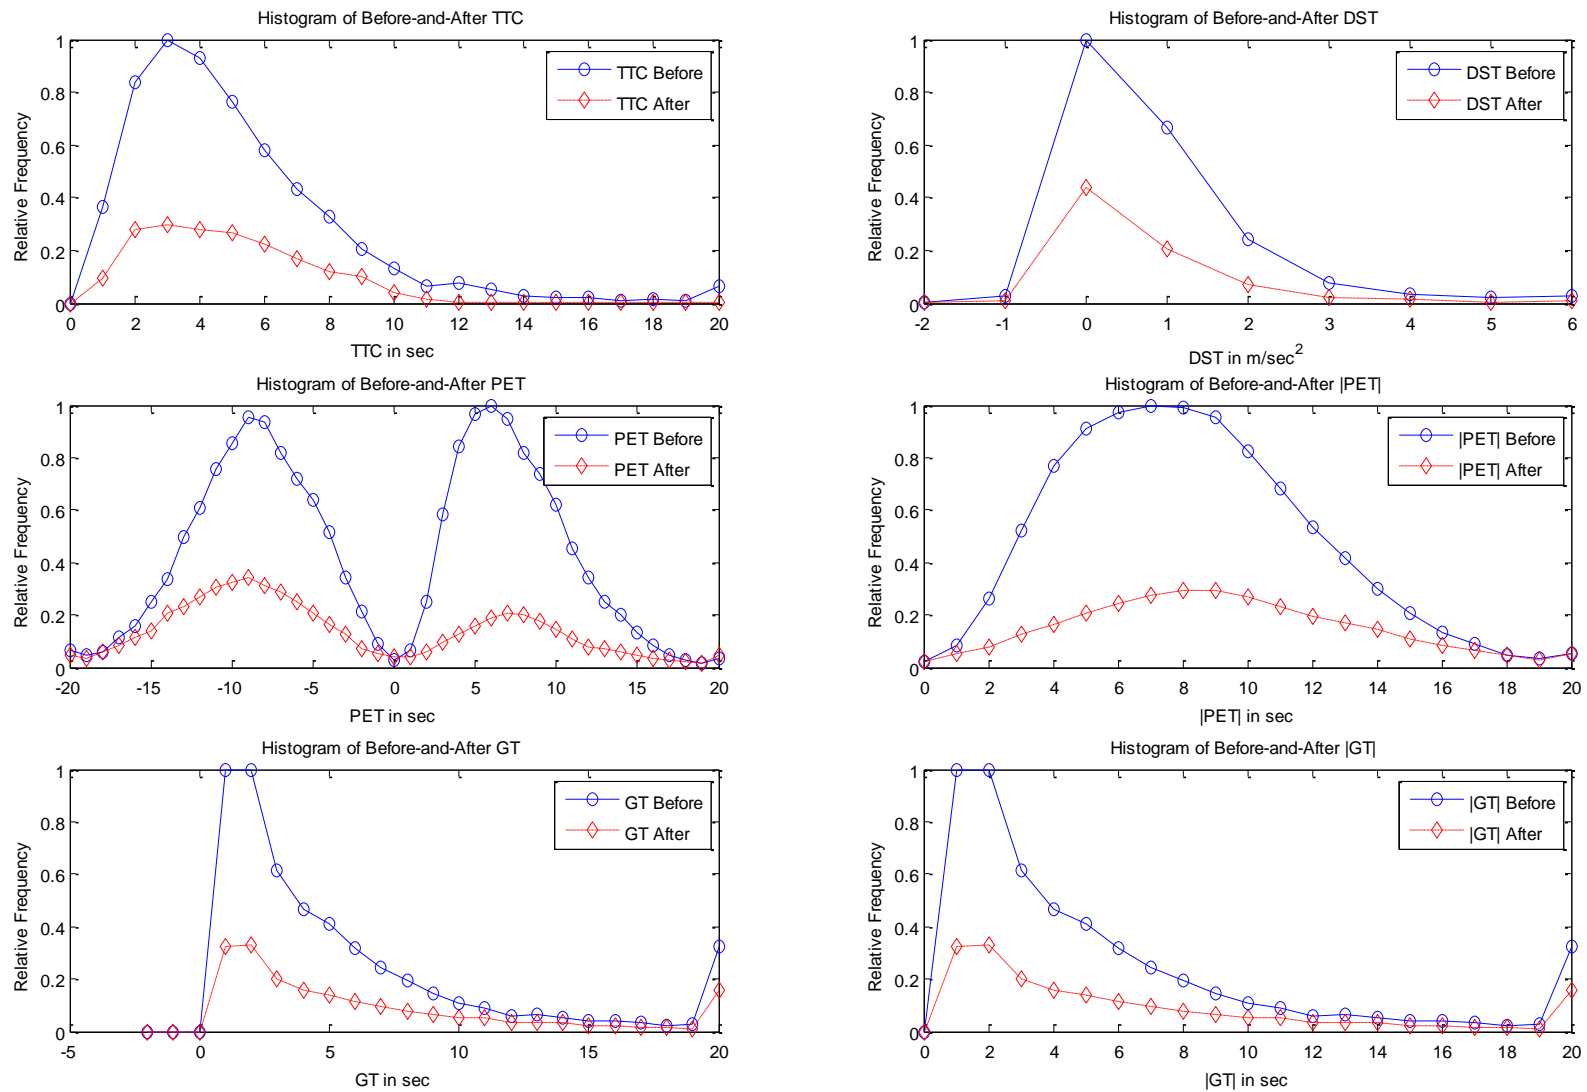 Histogram of Before-and-After TTC
1
0.8
0.6
0.4
0.2
0
Relative Frequency
TTC Before
TTC After
0 2 4 6 8 10 12 14 16 18 20
TTC in sec
Histogram of Before-and-After DST
1
0.8
0.6
0.4
0.2
0
Relative Frequency
DST Before
DST After
-2 -1 0 1 2 3 4 5 6
DST in m/sec²
Histogram of Before-and-After PET
1
0.8
0.6
0.4
0.2
0
Relative Frequency
PET Before
PET After
-20 -15 -10 -5 0 5 10 15 20
PET in sec
Histogram of Before-and-After |PET|
1
0.8
0.6
0.4
0.2
0
Relative Frequency
|PET| Before
|PET| After
0 2 4 6 8 10 12 14 16 18 20
|PET| in sec
Histogram of Before-and-After GT
1
0.8
0.6
0.4
0.2
0
Relative Frequency
GT Before
GT After
-5 0 5 10 15 20
GT in sec
Histogram of Before-and-After |GT|
1
0.8
0.6
0.4
0.2
0
Relative Frequency
|GT| Before
|GT| After
0 2 4 6 8 10 12 14 16 18 20
|GT| in sec